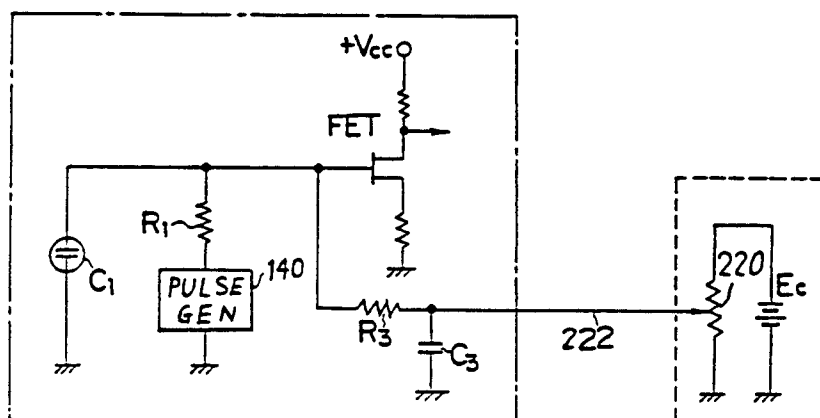 +Vcc
FET
R1
C1
PULSE
GEN
140
R3
C3
222
220
Ec